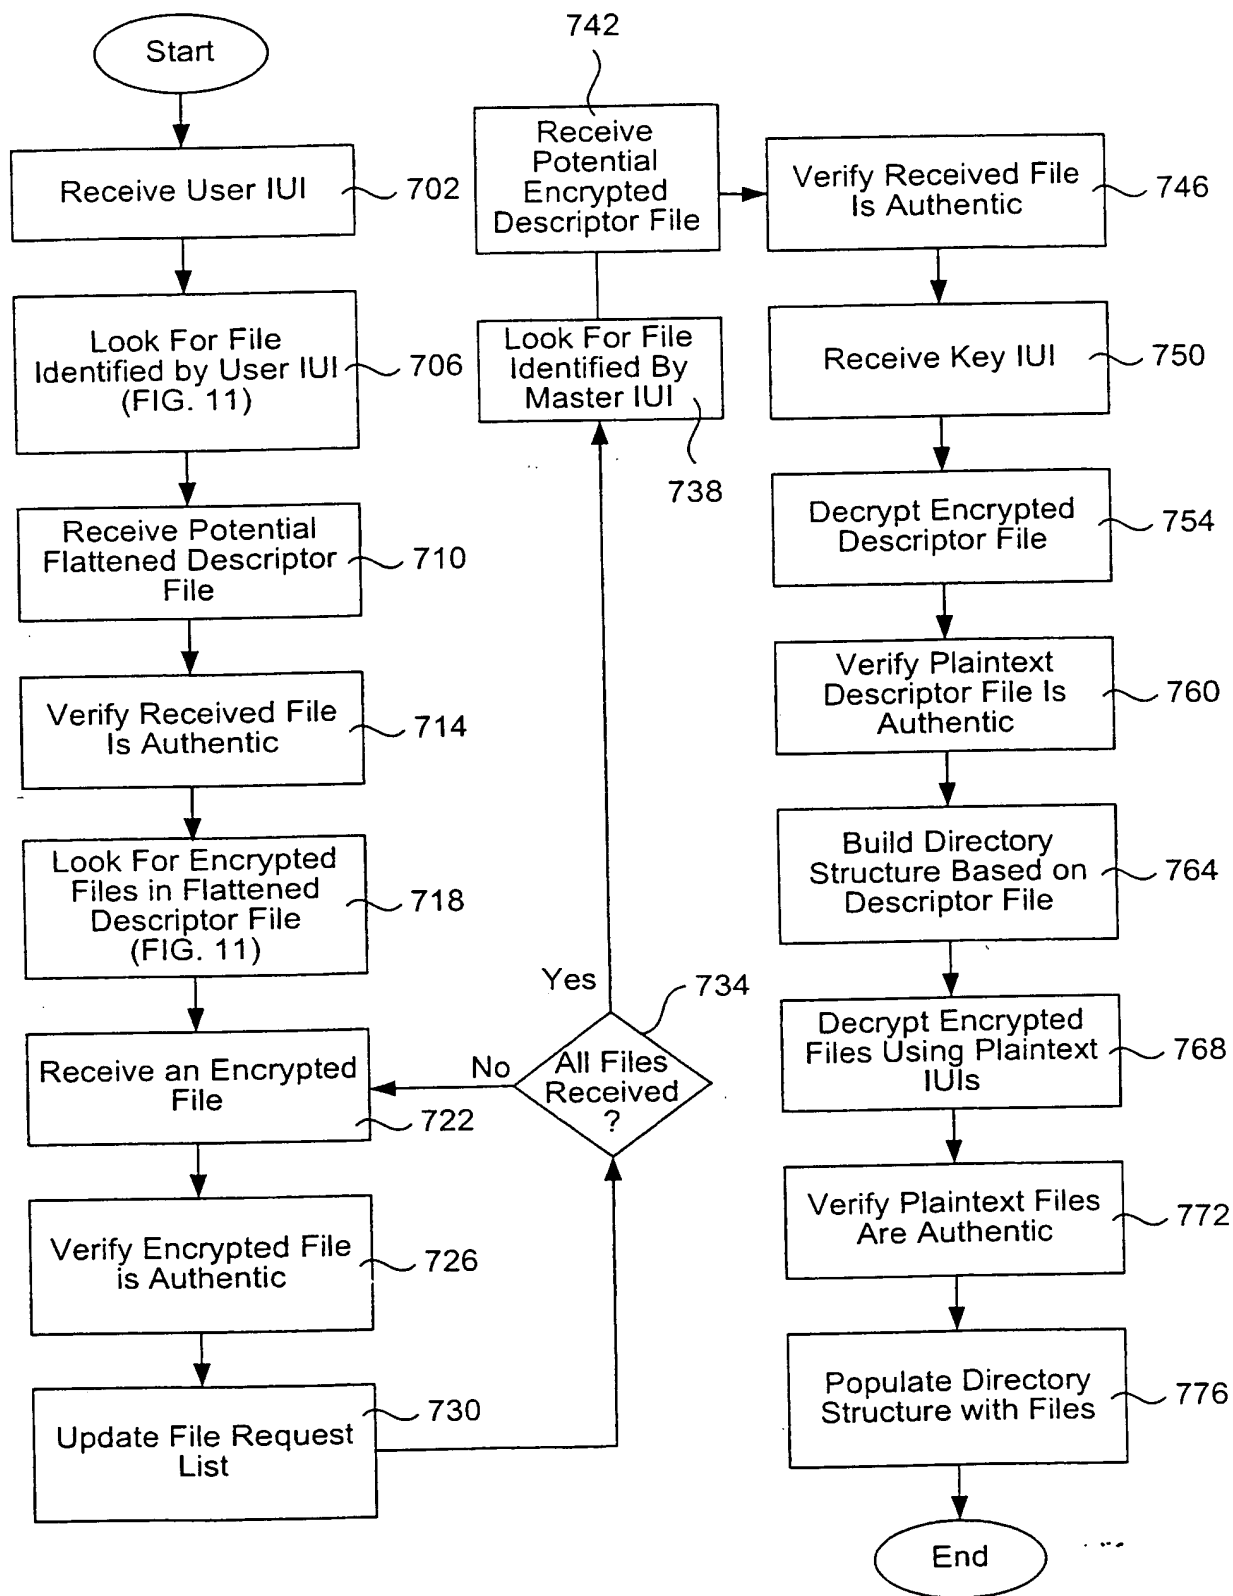 Start
Receive User IUI
702
Look For File
Identified by User IUI
(FIG. 11)
706
Receive Potential
Flattened Descriptor
File
710
Verify Received File
Is Authentic
714
Look For Encrypted
Files in Flattened
Descriptor File
(FIG. 11)
718
Receive an Encrypted
File
722
Verify Encrypted File
is Authentic
726
Update File Request
List
730
All Files
Received
?
734
No
Yes
Look For File
Identified By
Master IUI
738
742
Receive
Potential
Encrypted
Descriptor File
Verify Received File
Is Authentic
746
Receive Key IUI
750
Decrypt Encrypted
Descriptor File
754
Verify Plaintext
Descriptor File Is
Authentic
760
Build Directory
Structure Based on
Descriptor File
764
Decrypt Encrypted
Files Using Plaintext
IUIs
768
Verify Plaintext Files
Are Authentic
772
Populate Directory
Structure with Files
776
End